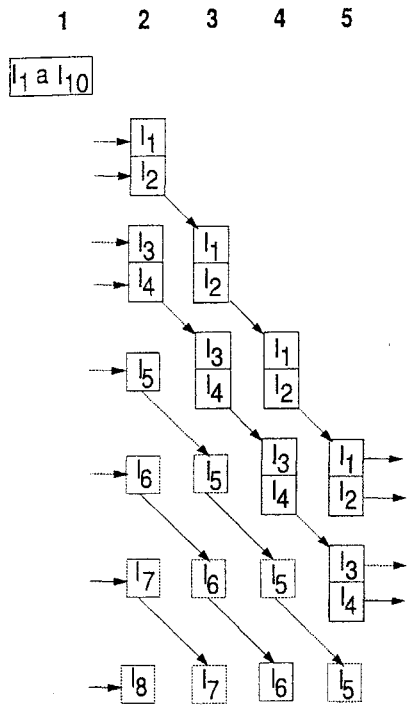 1 2 3 4 5
I1 a I10
I1
I2
I3 I1
I4 I2
I3 I1
I5 I4 I2
I3 I1
I6 I5 I4 I2
I7 I6 I5 I3
I4
I8 I7 I6 I5